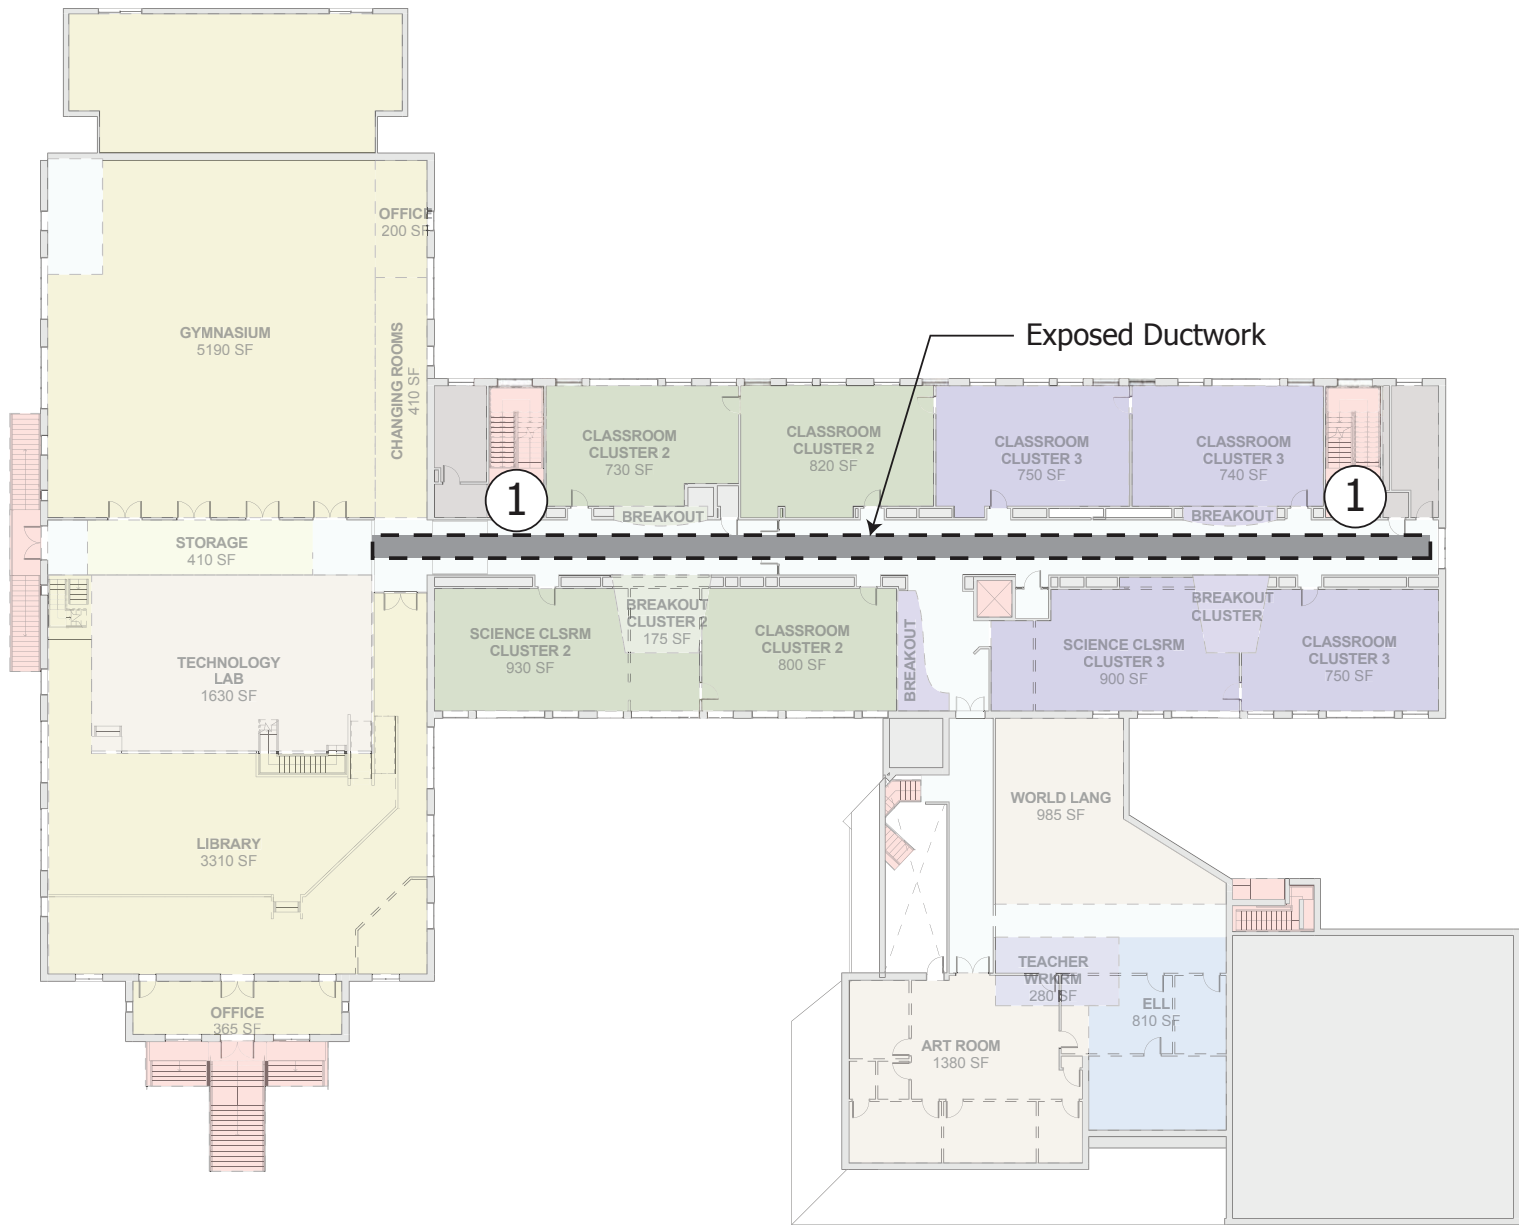 OFFICE
200 SF
GYMNASIUM
5190 SF
CHANGING ROOMS
410 SF
Exposed Ductwork
CLASSROOM
CLUSTER 2
730 SF
CLASSROOM
CLUSTER 2
820 SF
CLASSROOM
CLUSTER 3
750 SF
CLASSROOM
CLUSTER 3
740 SF
1
1
BREAKOUT
BREAKOUT
STORAGE
410 SF
SCIENCE CLSRM
CLUSTER 2
930 SF
BREAKOUT
CLUSTER 2
175 SF
CLASSROOM
CLUSTER 2
800 SF
BREAKOUT
SCIENCE CLSRM
CLUSTER 3
900 SF
BREAKOUT
CLUSTER
CLASSROOM
CLUSTER 3
750 SF
TECHNOLOGY
LAB
1630 SF
WORLD LANG
985 SF
LIBRARY
3310 SF
TEACHER
WRKRM
280 SF
ELL
810 SF
OFFICE
365 SF
ART ROOM
1380 SF